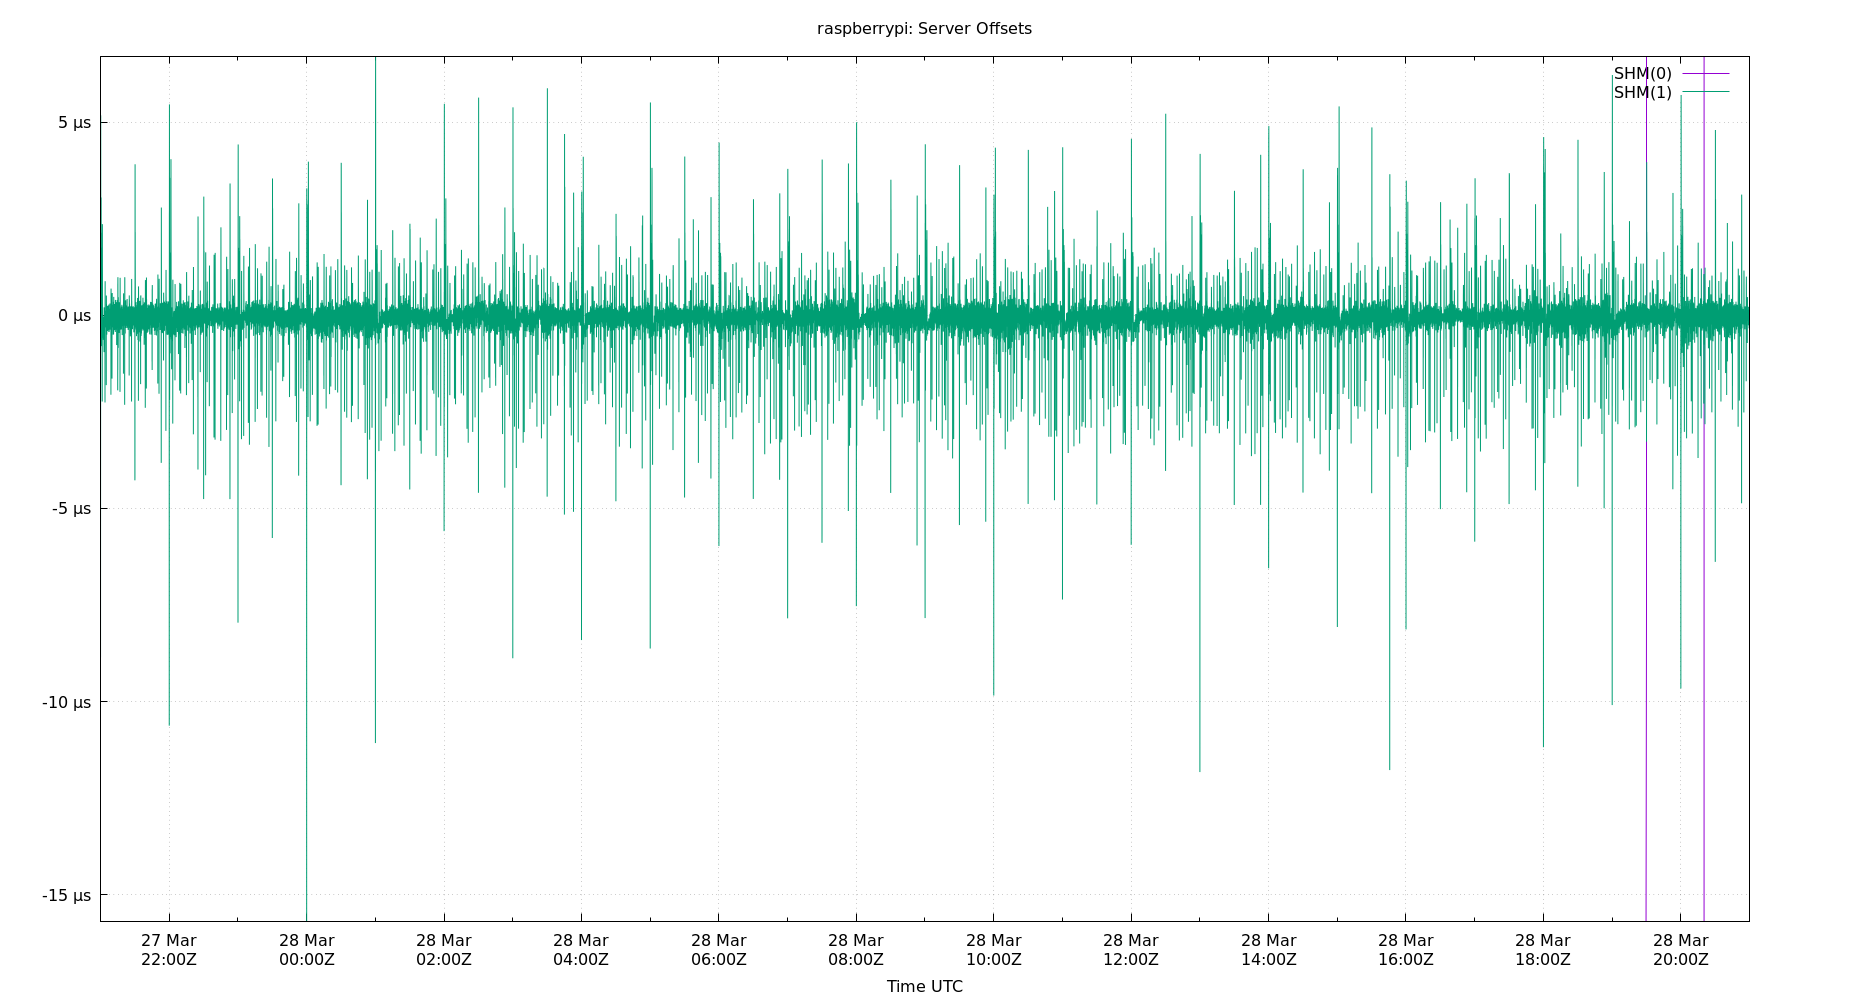 raspberrypi: Server Offsets
SHM(0)
SHM(1)
5 µs
0 µs
-5 µs
-10 µs
-15 µs
27 Mar 28 Mar 28 Mar 28 Mar 28 Mar 28 Mar 28 Mar 28 Mar 28 Mar 28 Mar 28 Mar 28 Mar
22:00Z 00:00Z 02:00Z 04:00Z 06:00Z 08:00Z 10:00Z 12:00Z 14:00Z 16:00Z 18:00Z 20:00Z
Time UTC